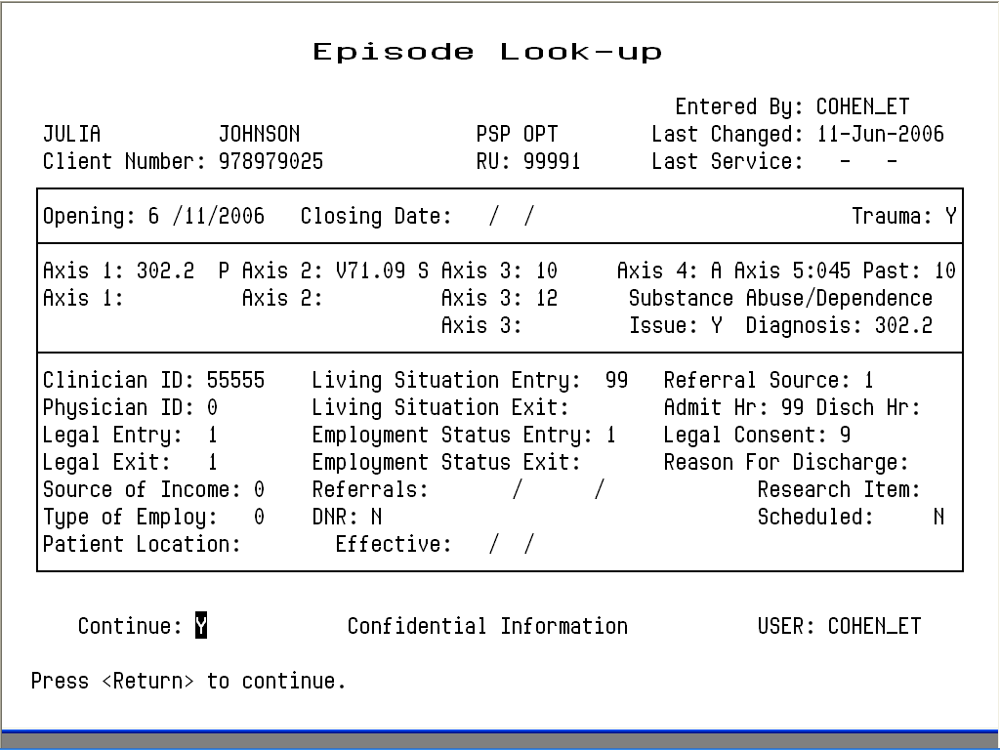 Episode Look-up
Entered By: COHEN_ET
JULIA JOHNSON PSP OPT Last Changed: 11-Jun-2006
Client Number: 978979025 RU: 99991 Last Service: - -
Opening: 6 /11/2006 Closing Date: / / Trauma: Y
Axis 1: 302.2 P Axis 2: V71.09 S Axis 3: 10 Axis 4: A Axis 5:045 Past: 10
Axis 1: Axis 2: Axis 3: 12 Substance Abuse/Dependence
Axis 3: Issue: Y Diagnosis: 302.2
Clinician ID: 55555 Living Situation Entry: 99 Referral Source: 1
Physician ID: 0 Living Situation Exit: Admit Hr: 99 Disch Hr:
Legal Entry: 1 Employment Status Entry: 1 Legal Consent: 9
Legal Exit: 1 Employment Status Exit: Reason For Discharge:
Source of Income: 0 Referrals: / / Research Item:
Type of Employ: 0 DNR: N Scheduled: N
Patient Location: Effective: / /
Continue: Y Confidential Information USER: COHEN_ET
Press <Return> to continue.